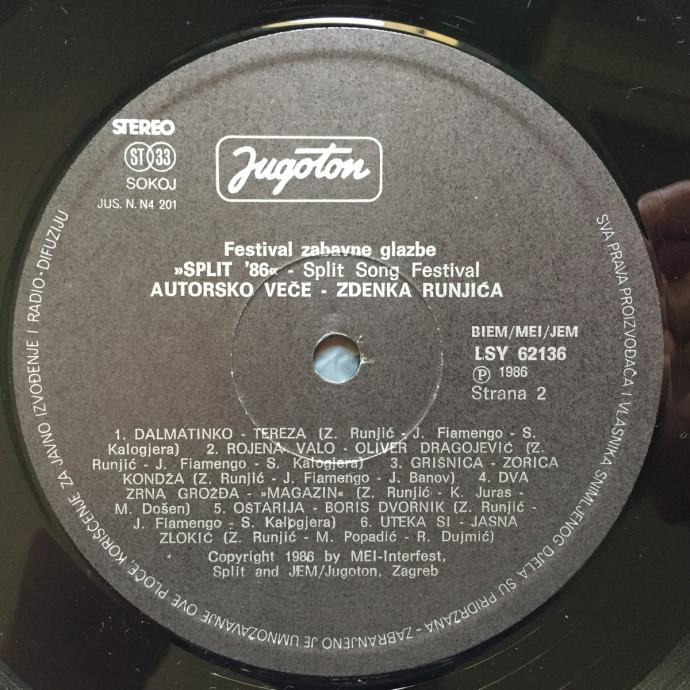 STEREO
ST 33
SOKOJ
JUS. N. N4 201
Jugoton
Festival zabavne glazbe
»SPLIT '86« - Split Song Festival
AUTORSKO VEČE - ZDENKA RUNJIĆA
BIEM/MEI/JEM
LSY 62136
Ⓟ 1986
Strana 2
1. DALMATINKO - TEREZA (Z. Runjić - J. Fiamengo - S.
Kalogjera) 2. ROJENA VALO - OLIVER DRAGOJEVIĆ (Z.
Runjić - J. Fiamengo - S. Kalogjera) 3. GRIŠNICA - ZORICA
KONDŽA (Z. Runjić - J. Fiamengo - J. Banov) 4. DVA
ZRNA GROŽĐA - »MAGAZIN« (Z. Runjić - K. Juras -
M. Došen) 5. OŠTARIJA - BORIS DVORNIK (Z. Runjić -
J. Fiamengo - S. Kalogjera) 6. UTEKA SI - JASNA
ZLOKIĆ (Z. Runjić - M. Popadić - R. Dujmić)
Copyright 1986 by MEI-Interfest,
Split and JEM/Jugoton, Zagreb
SVA PRAVA PROIZVOĐAČA I VLASNIKA SNIMLJENOG DJELA SU PRIDRŽANA - ZABRANJENO JE UMNOŽAVANJE OVE PLOČE, KORIŠĆENJE ZA JAVNO IZVOĐENJE I RADIO-DIFUZIJU